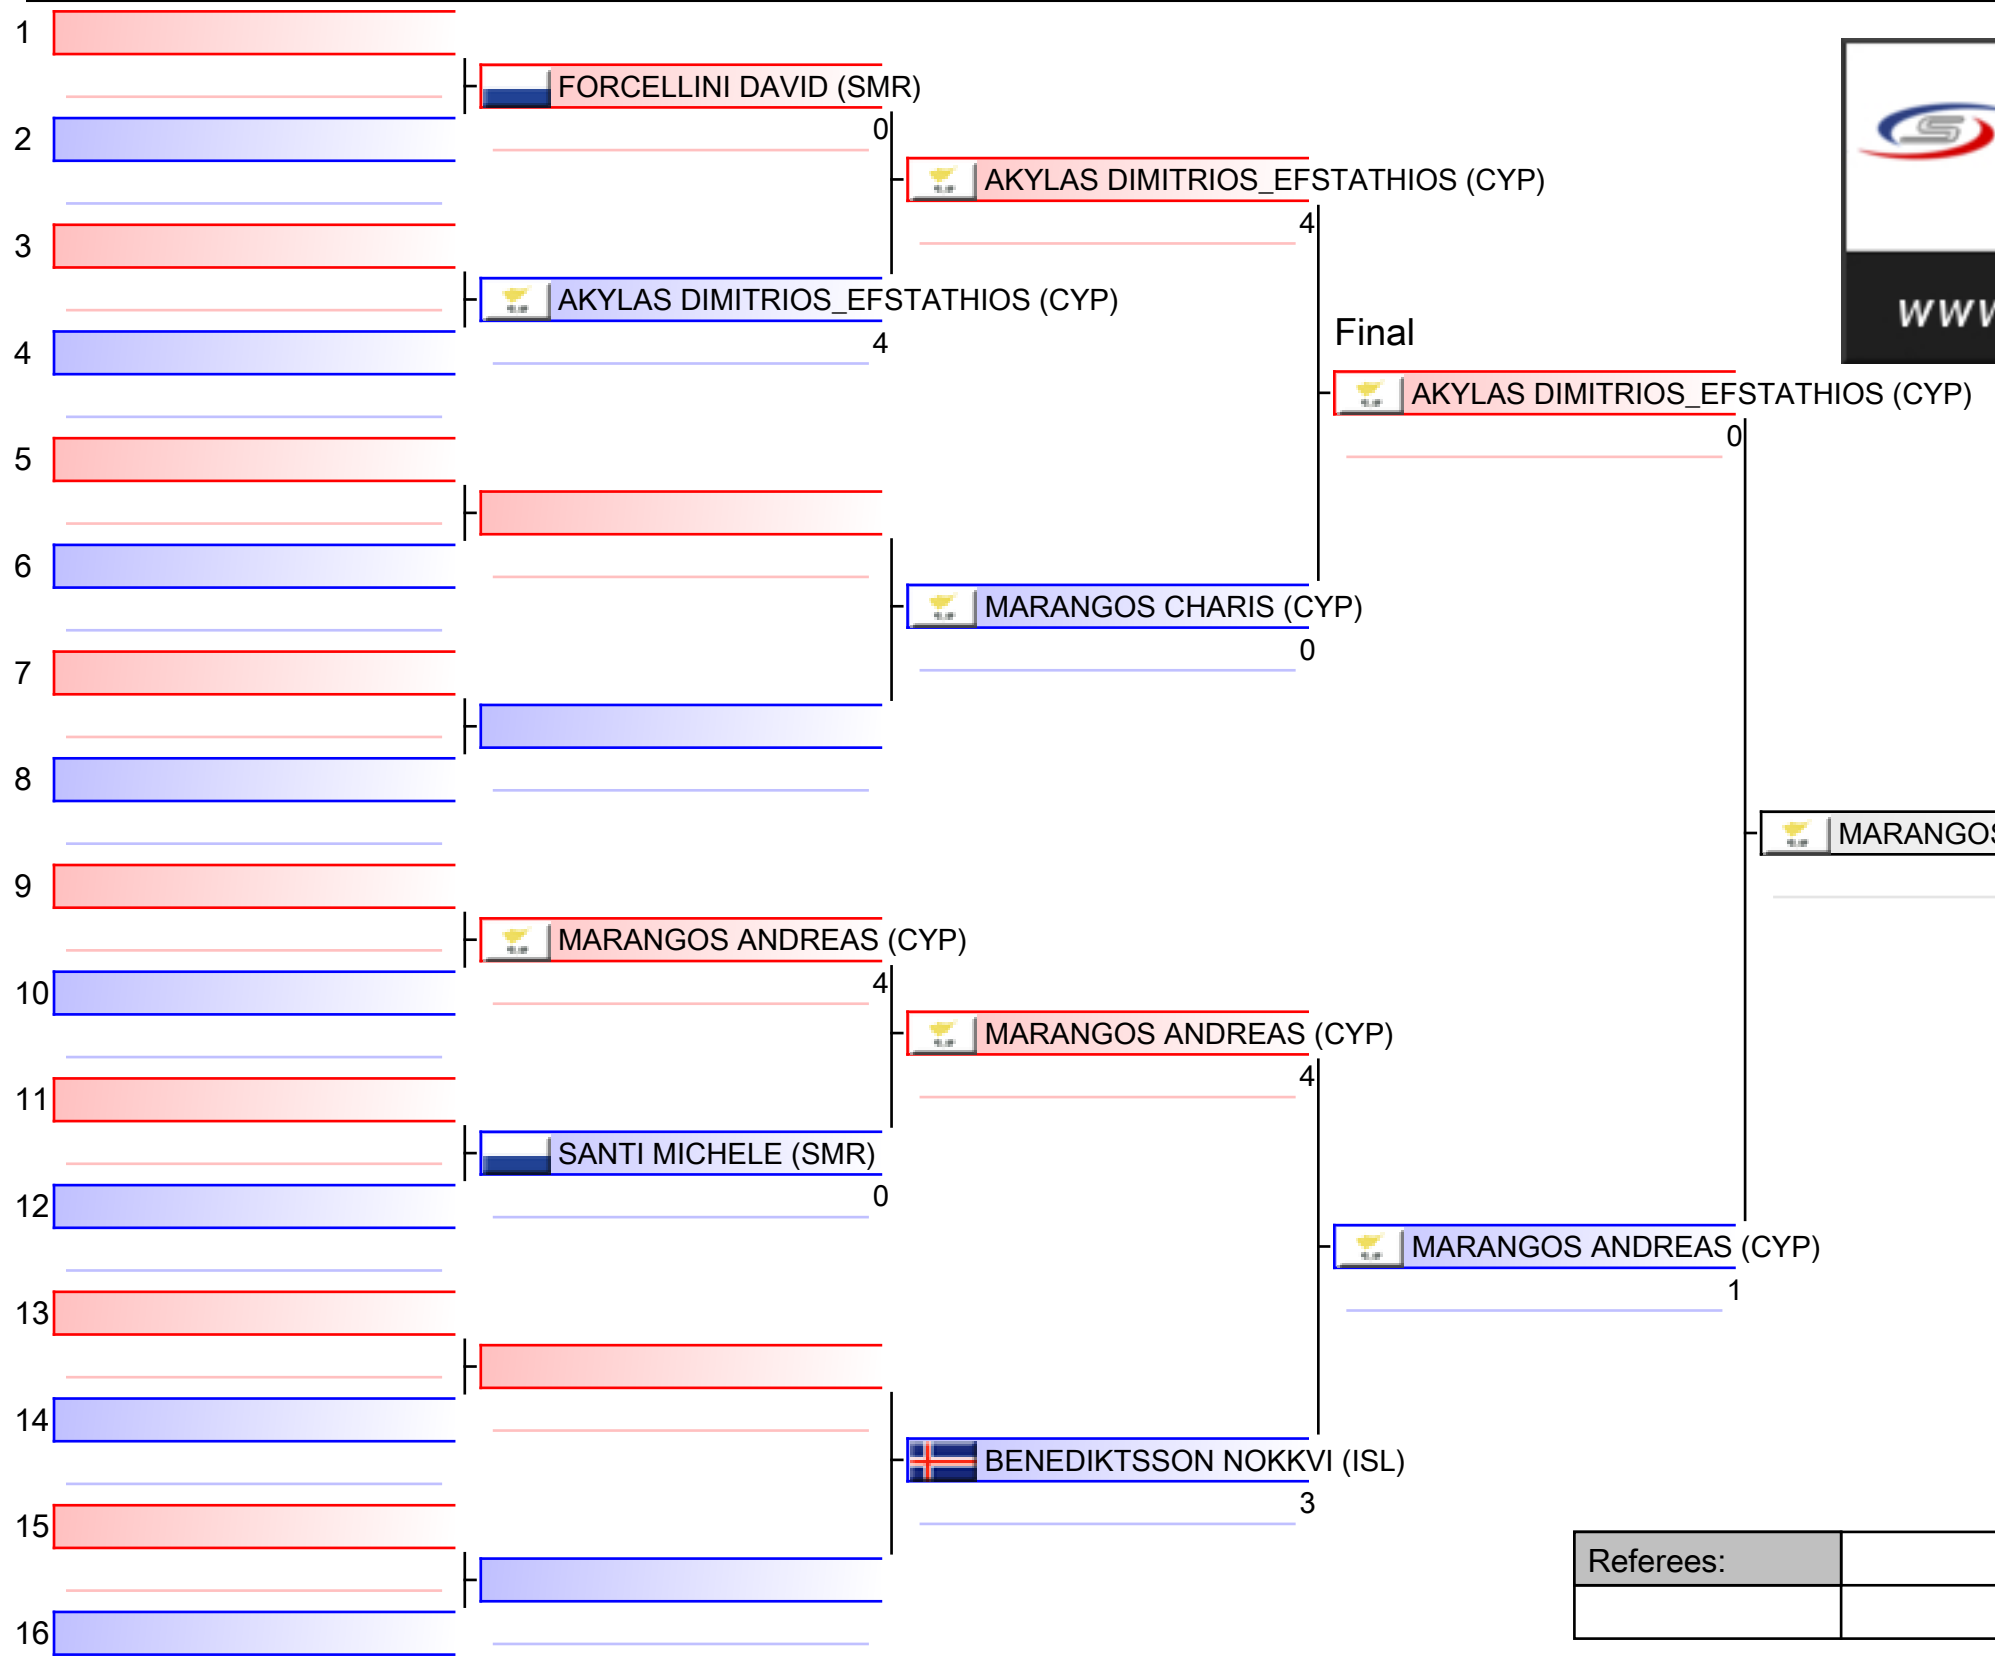 1
FORCELLINI DAVID (SMR)
0
2
AKYLAS DIMITRIOS_EFSTATHIOS (CYP)
4
3
AKYLAS DIMITRIOS_EFSTATHIOS (CYP)
4
4
Final
AKYLAS DIMITRIOS_EFSTATHIOS (CYP)
0
5
6
MARANGOS CHARIS (CYP)
0
7
8
MARANGOS
9
MARANGOS ANDREAS (CYP)
4
10
MARANGOS ANDREAS (CYP)
4
11
SANTI MICHELE (SMR)
0
12
MARANGOS ANDREAS (CYP)
1
13
14
BENEDIKTSSON NOKKVI (ISL)
3
15
Referees:
16
S
www